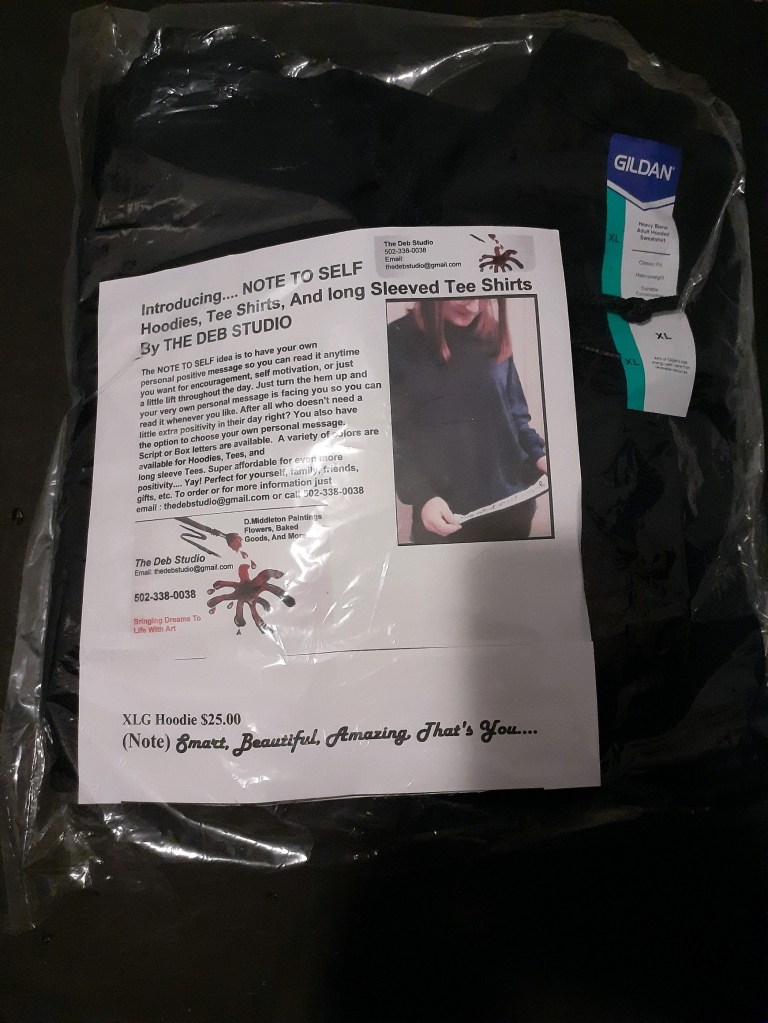 GILDAN®
Heavy Blend
Adult Hooded
Sweatshirt
Classic Fit
Heavyweight
XL
XL
XL
The Deb Studio
502-338-0038
Email:
thedebstudio@gmail.com
Introducing.... NOTE TO SELF
Hoodies, Tee Shirts, And long Sleeved Tee Shirts
By THE DEB STUDIO
The NOTE TO SELF idea is to have your own
personal positive message so you can read it anytime
you want for encouragement, self motivation, or just
a little lift throughout the day. Just turn the hem up and
your very own personal message is facing you so you can
read it whenever you like. After all who doesn't need a
little extra positivity in their day right? You also have
the option to choose your own personal message.
Script or Box letters are available. A variety of colors are
available for Hoodies, Tees, and
long sleeve Tees. Super affordable for even more
positivity.... Yay! Perfect for yourself, family, friends,
gifts, etc. To order or for more information just
email : thedebstudio@gmail.com or call 502-338-0038
D.Middleton Paintings
Flowers, Baked
Goods, And More
The Deb Studio
Email: thedebstudio@gmail.com
502-338-0038
Bringing Dreams To
Life With Art
XLG Hoodie $25.00
(Note) Smart, Beautiful, Amazing, That's You....